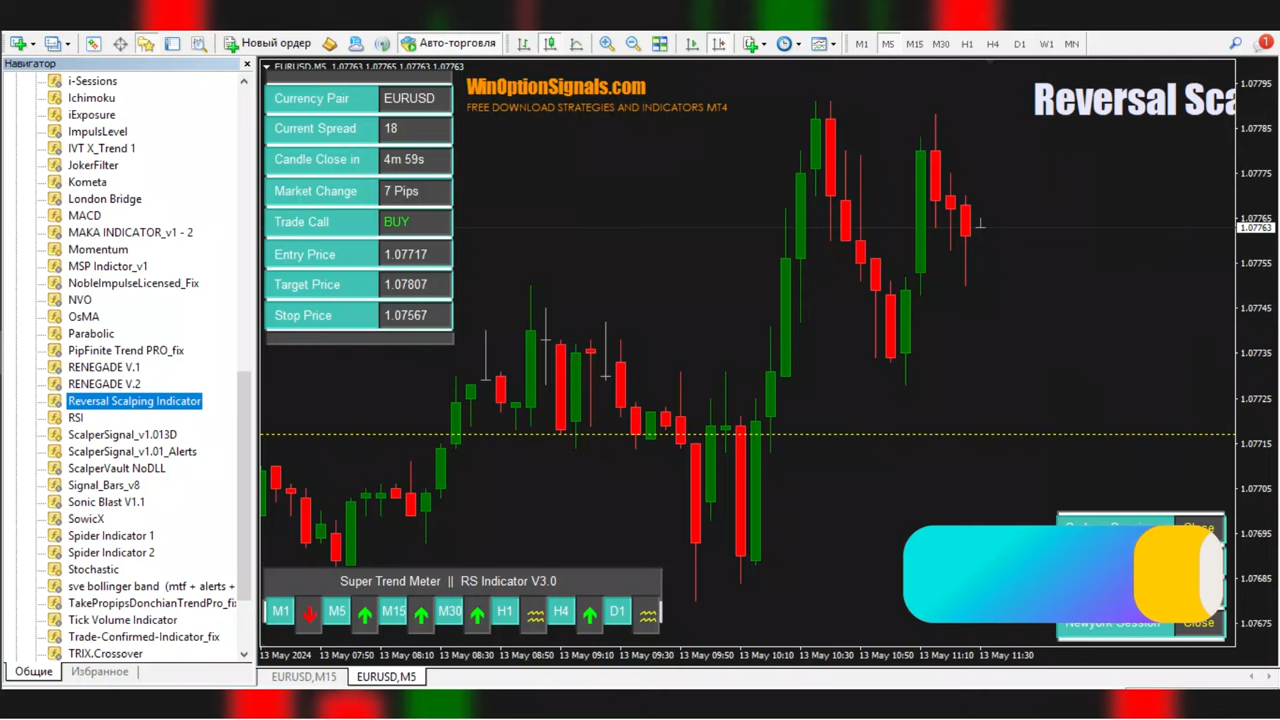 Новый ордер
Авто-торговля
M1 M5 M15 M30 H1 H4 D1 W1 MN
1
Навигатор
i-Sessions
Ichimoku
iExposure
ImpulsLevel
IVT X_Trend 1
JokerFilter
Kometa
London Bridge
MACD
MAKA INDICATOR_v1 - 2
Momentum
MSP Indictor_v1
NobleImpulseLicensed_Fix
NVO
OsMA
Parabolic
PipFinite Trend PRO_fix
RENEGADE V.1
RENEGADE V.2
Reversal Scalping Indicator
RSI
ScalperSignal_v1.013D
ScalperSignal_v1.01_Alerts
ScalperVault NoDLL
Signal_Bars_v8
Sonic Blast V1.1
SowicX
Spider Indicator 1
Spider Indicator 2
Stochastic
sve bollinger band (mtf + alerts +
TakePropipsDonchianTrendPro_fix
Tick Volume Indicator
Trade-Confirmed-Indicator_fix
TRIX.Crossover
Общие
Избранное
EURUSD,M5 1.07763 1.07765 1.07763 1.07763
Currency Pair EURUSD
Current Spread 18
Candle Close in 4m 59s
Market Change 7 Pips
Trade Call BUY
Entry Price 1.07717
Target Price 1.07807
Stop Price 1.07567
WinOptionSignals.com
FREE DOWNLOAD STRATEGIES AND INDICATORS MT4
Reversal Sca
1.07795
1.07785
1.07775
1.07765
1.07763
1.07755
1.07745
1.07735
1.07725
1.07715
1.07705
1.07695
1.07685
1.07675
Super Trend Meter || RS Indicator V3.0
M1 M5 M15 M30 H1 H4 D1
Close
Newyork Session Close
13 May 2024
13 May 07:50
13 May 08:10
13 May 08:30
13 May 08:50
13 May 09:10
13 May 09:30
13 May 09:50
13 May 10:10
13 May 10:30
13 May 10:50
13 May 11:10
13 May 11:30
EURUSD,M15
EURUSD,M5